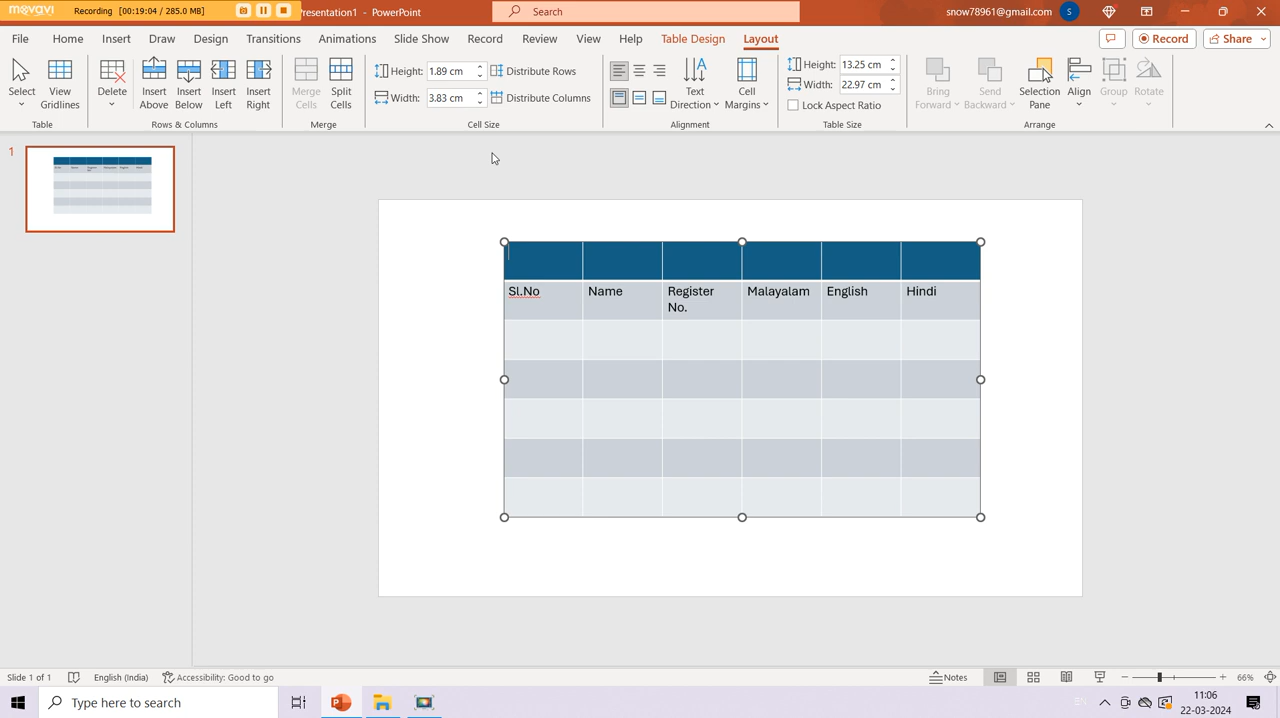 movavi
Recording [00:19:04 / 285.0 MB]
resentation1 - PowerPoint
Search
snow78961@gmail.com
S
File
Home
Insert
Draw
Design
Transitions
Animations
Slide Show
Record
Review
View
Help
Table Design
Layout
Record
Share
Select
View Gridlines
Delete
Insert Above
Insert Below
Insert Left
Insert Right
Merge Cells
Split Cells
Height: 1.89 cm
Width: 3.83 cm
Distribute Rows
Distribute Columns
Text Direction
Cell Margins
Height: 13.25 cm
Width: 22.97 cm
Lock Aspect Ratio
Bring Forward
Send Backward
Selection Pane
Align
Group
Rotate
Table
Rows & Columns
Merge
Cell Size
Alignment
Table Size
Arrange
1
Sl.No
Name
Register No.
Malayalam
English
Hindi
Slide 1 of 1
English (India)
Accessibility: Good to go
Notes
66%
Type here to search
EN
11:06
22-03-2024